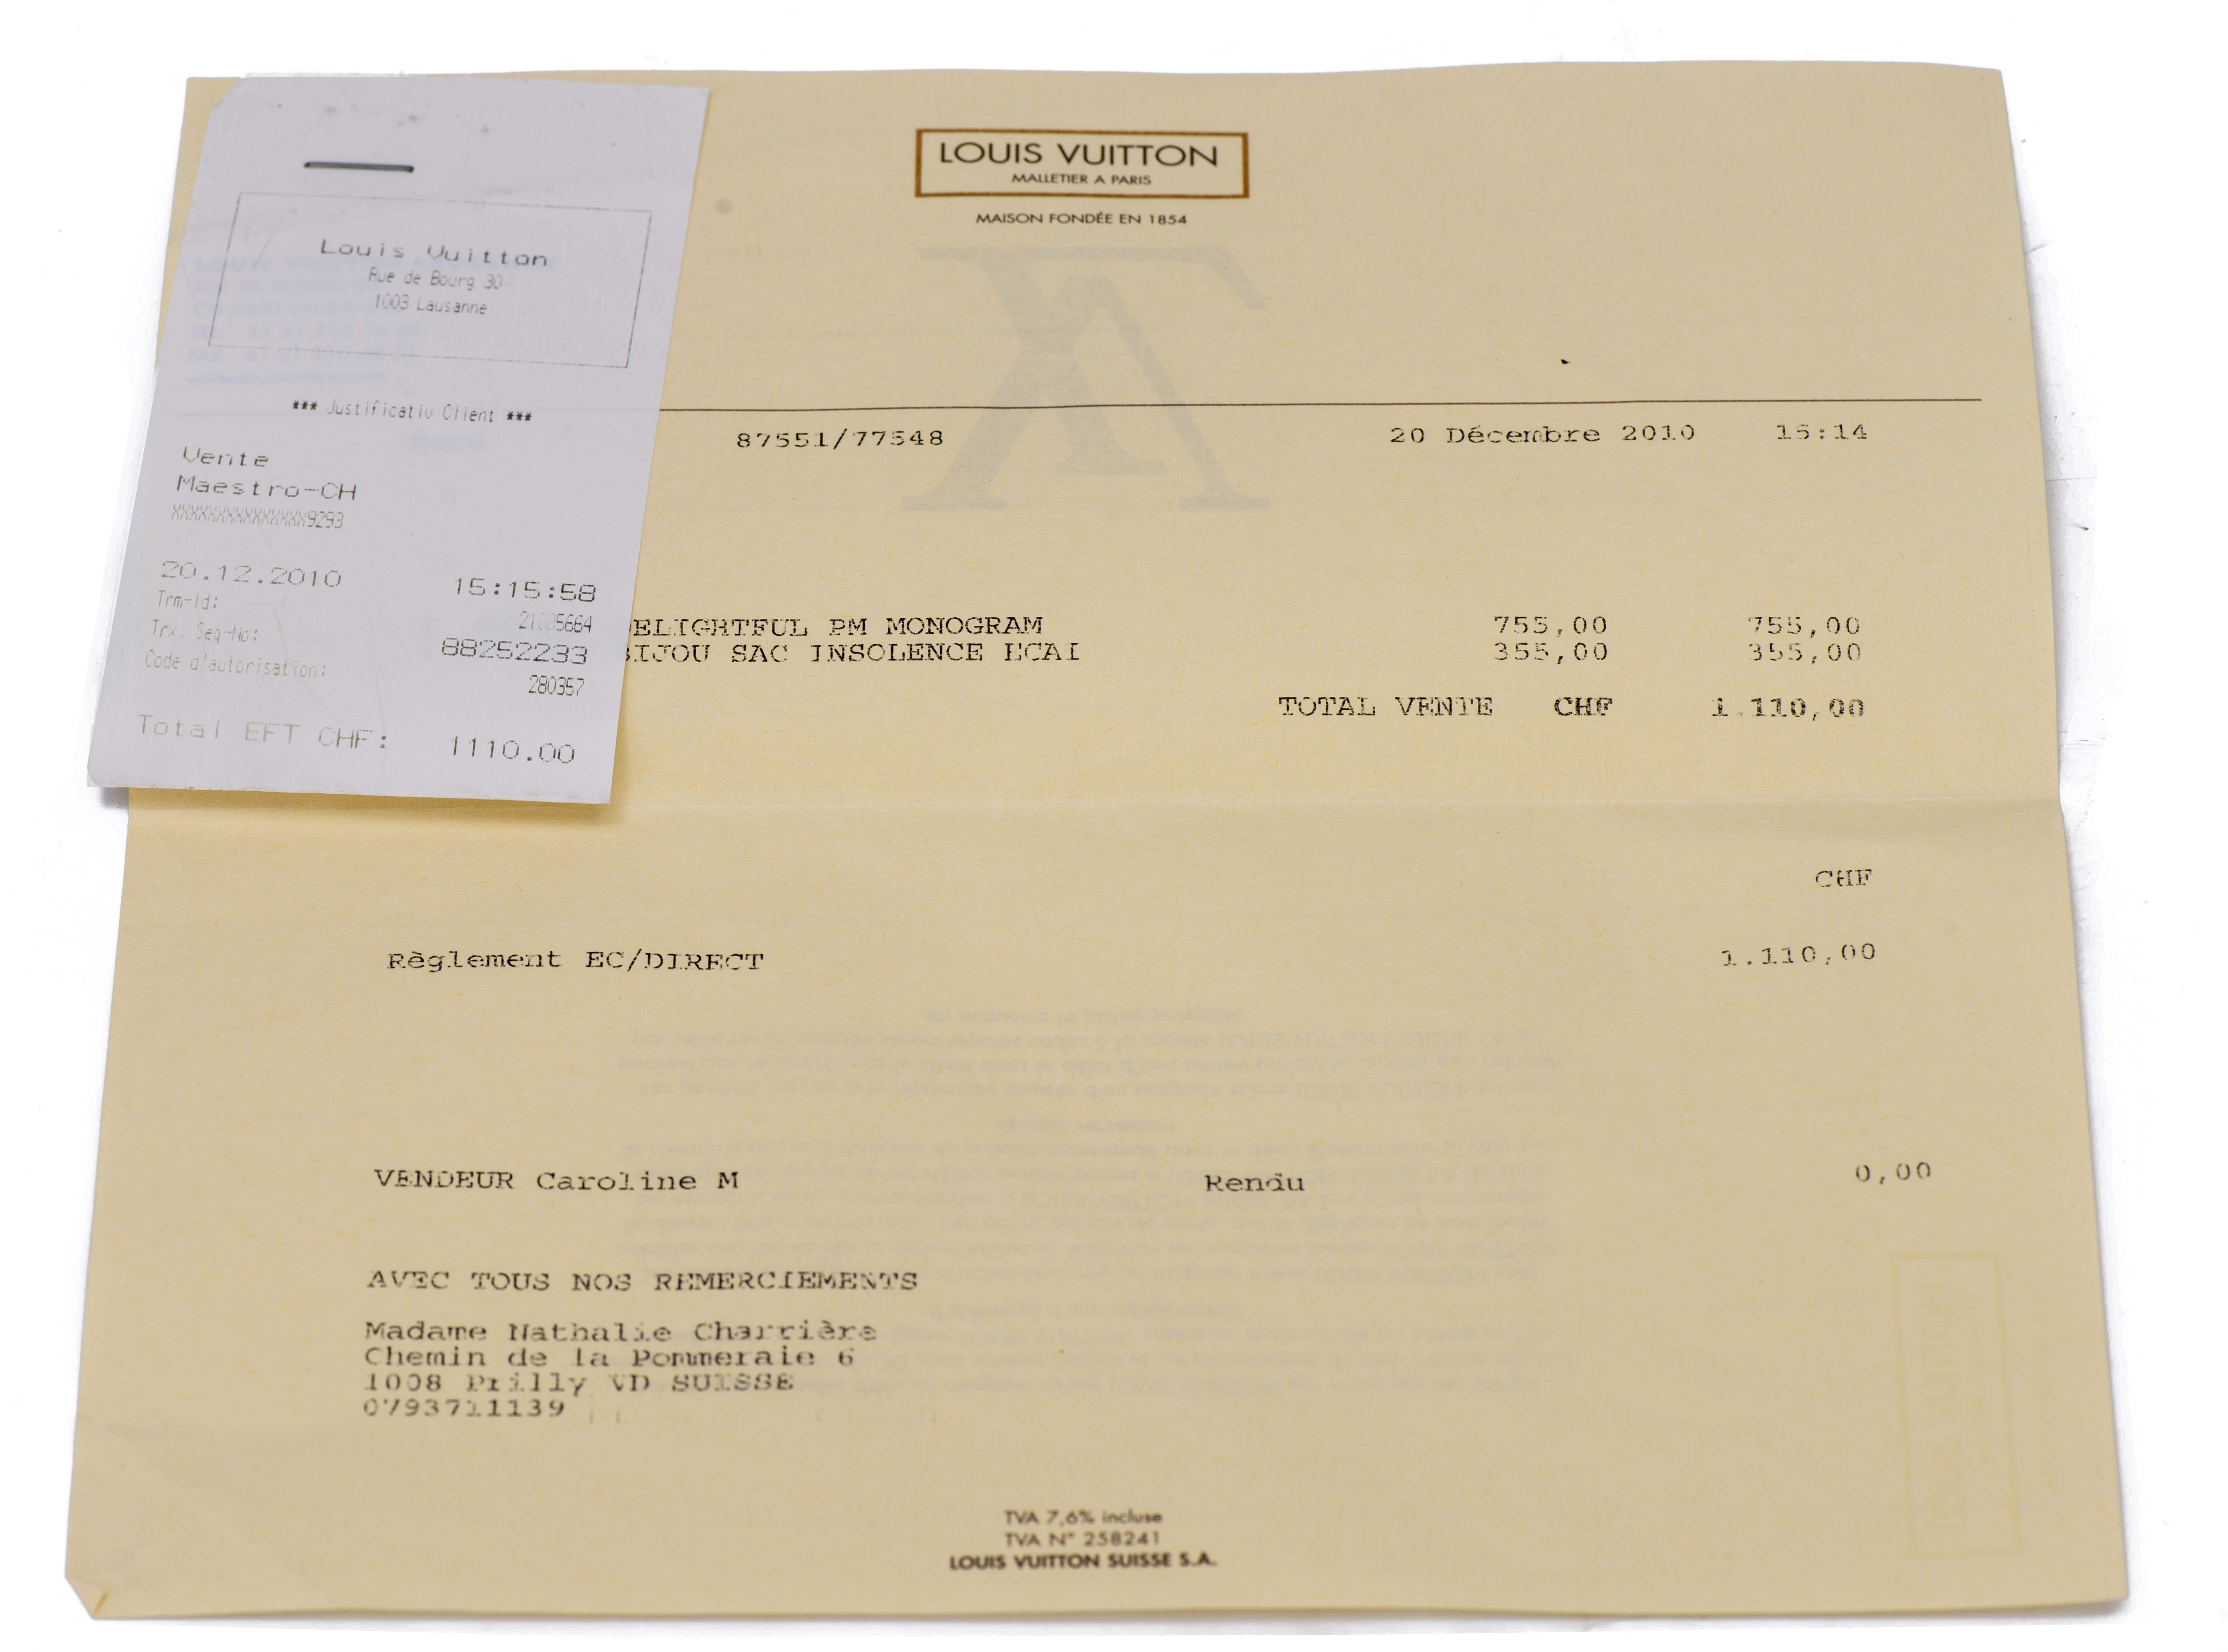 Louis Vuitton
Rue de Bourg 30
1003 Lausanne
*** Justificativ Client ***
Vente
Maestro-CH
XXXXXXXXXXXXXXX9293
20.12.2010 15:15:58
Trm-Id:
Trx. Seq-No: 88252233
Code d'autorisation: 280357
Total EFT CHF: 1110.00
LOUIS VUITTON
MALLETIER A PARIS
MAISON FONDÉE EN 1854
87551/77548 20 Décembre 2010 15:14
ELIGHTFUL PM MONOGRAM 755,00 755,00
BIJOU SAC INSOLENCE ECAI 355,00 355,00
TOTAL VENTE CHF 1.110,00
CHF
Règlement EC/DIRECT 1.110,00
VENDEUR Caroline M Rendu 0,00
AVEC TOUS NOS REMERCIEMENTS
Madame Nathalie Charrière
Chemin de la Pommeraie 6
1008 Prilly VD SUISSE
0793711139
TVA 7,6% incluse
TVA N° 258241
LOUIS VUITTON SUISSE S.A.